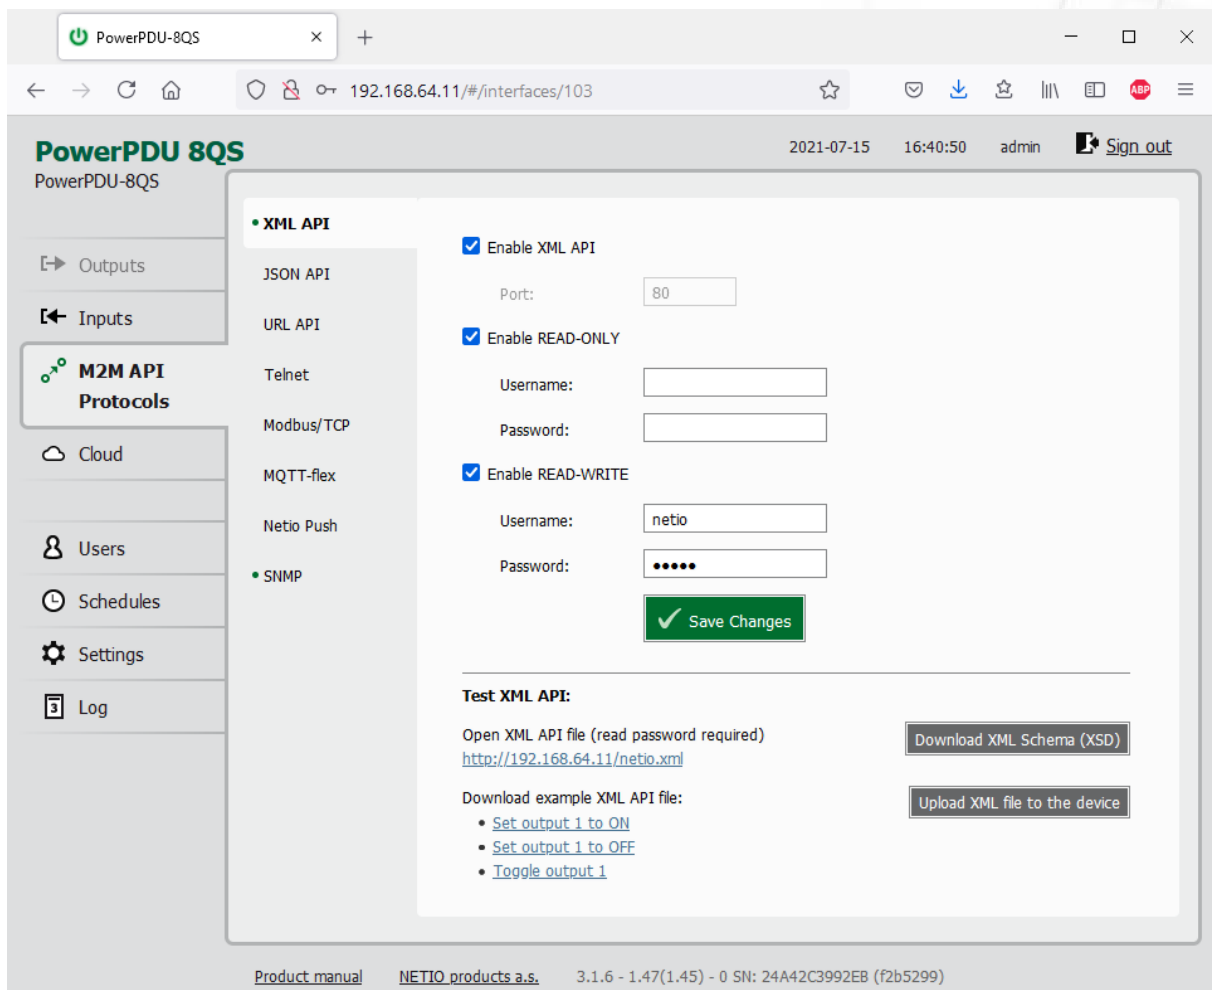 PowerPDU-8QS
192.168.64.11/#/interfaces/103
ABP
PowerPDU 8QS
PowerPDU-8QS
2021-07-15 16:40:50 admin Sign out
Outputs
Inputs
M2M API
Protocols
Cloud
Users
Schedules
Settings
3 Log
• XML API
JSON API
URL API
Telnet
Modbus/TCP
MQTT-flex
Netio Push
• SNMP
Enable XML API
Port: 80
Enable READ-ONLY
Username:
Password:
Enable READ-WRITE
Username: netio
Password: •••••
Save Changes
Test XML API:
Open XML API file (read password required)
http://192.168.64.11/netio.xml
Download XML Schema (XSD)
Download example XML API file:
• Set output 1 to ON
• Set output 1 to OFF
• Toggle output 1
Upload XML file to the device
Product manual NETIO products a.s. 3.1.6 - 1.47(1.45) - 0 SN: 24A42C3992EB (f2b5299)